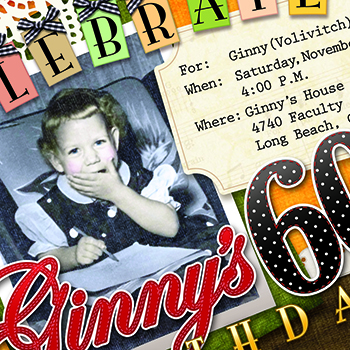 LEBRATE
For: Ginny(Volivitch)
When: Saturday,November
4:00 P.M.
Where: Ginny's House
4740 Faculty
Long Beach,
60
Ginny's
THDA